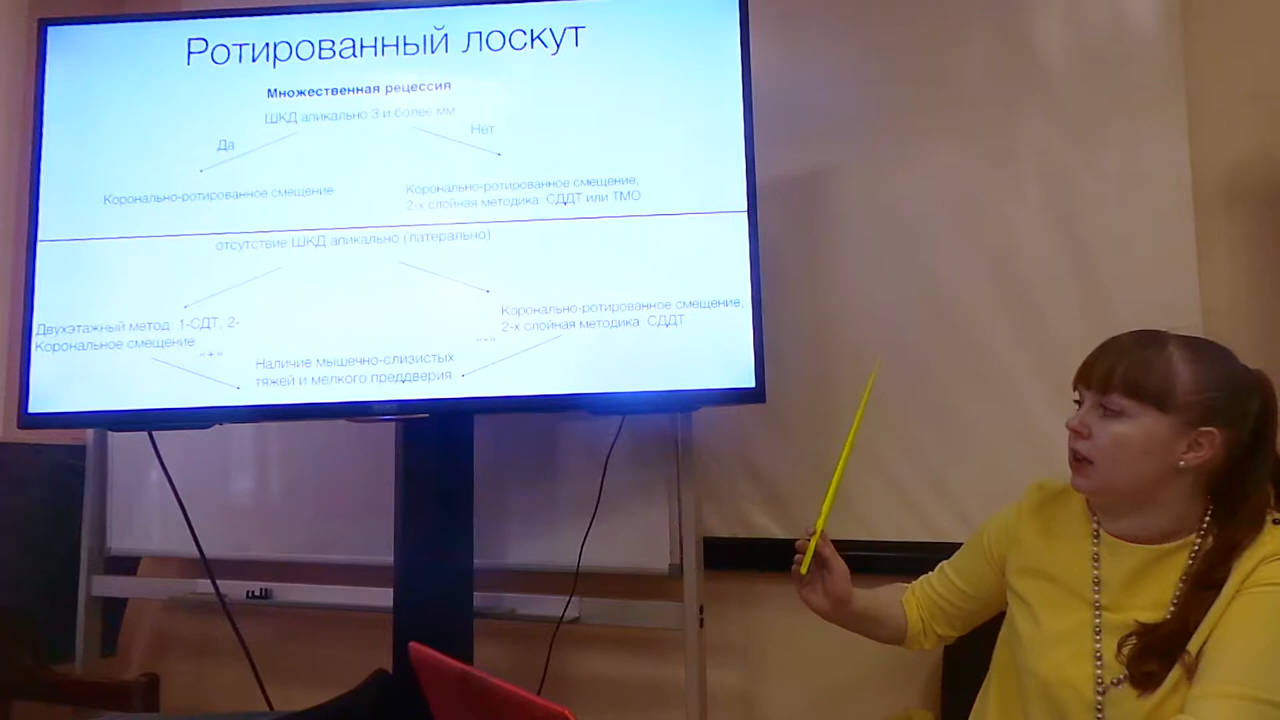 Ротированный лоскут
Множественная рецессия
ШКД апикально 3 и более мм
Да
Нет
Коронально-ротированное смещение
Коронально-ротированное смещение,
2-х слойная методика: СДДТ или ТМО
отсутствие ШКД апикально (латерально)
Двухэтажный метод: 1-СДТ, 2-
Корональное смещение
"+"
Коронально-ротированное смещение,
2-х слойная методика: СДДТ
"-"
Наличие мышечно-слизистых
тяжей и мелкого преддверия